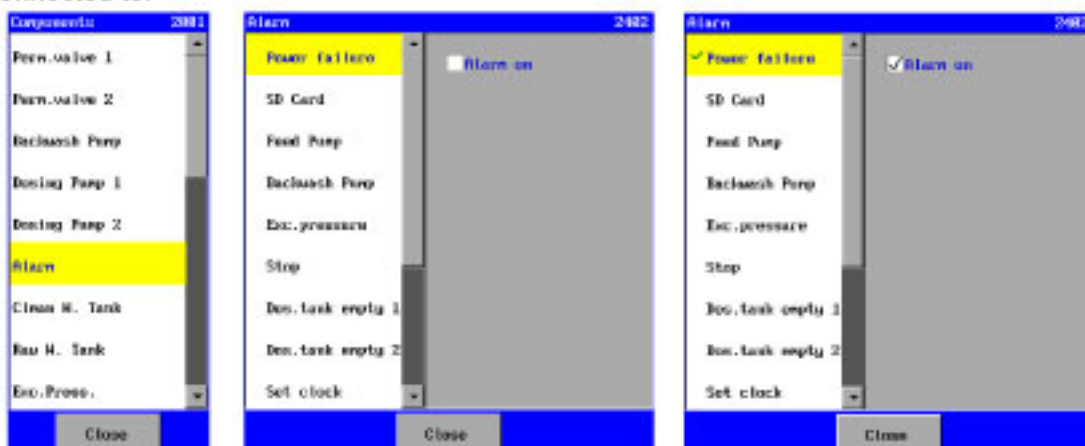 Components 2001
Perm.valve 1
Perm.valve 2
Backwash Pump
Dosing Pump 1
Dosing Pump 2
Alarm
Clean W. Tank
Raw W. Tank
Exc.Press.
Close
Alarm 2402
Power failure
SD Card
Feed Pump
Backwash Pump
Exc.pressure
Stop
Dos.tank empty 1
Dos.tank empty 2
Set clock
Alarm on
Close
Alarm 2402
Power failure
SD Card
Feed Pump
Backwash Pump
Exc.pressure
Stop
Dos.tank empty 1
Dos.tank empty 2
Set clock
Alarm on
Close